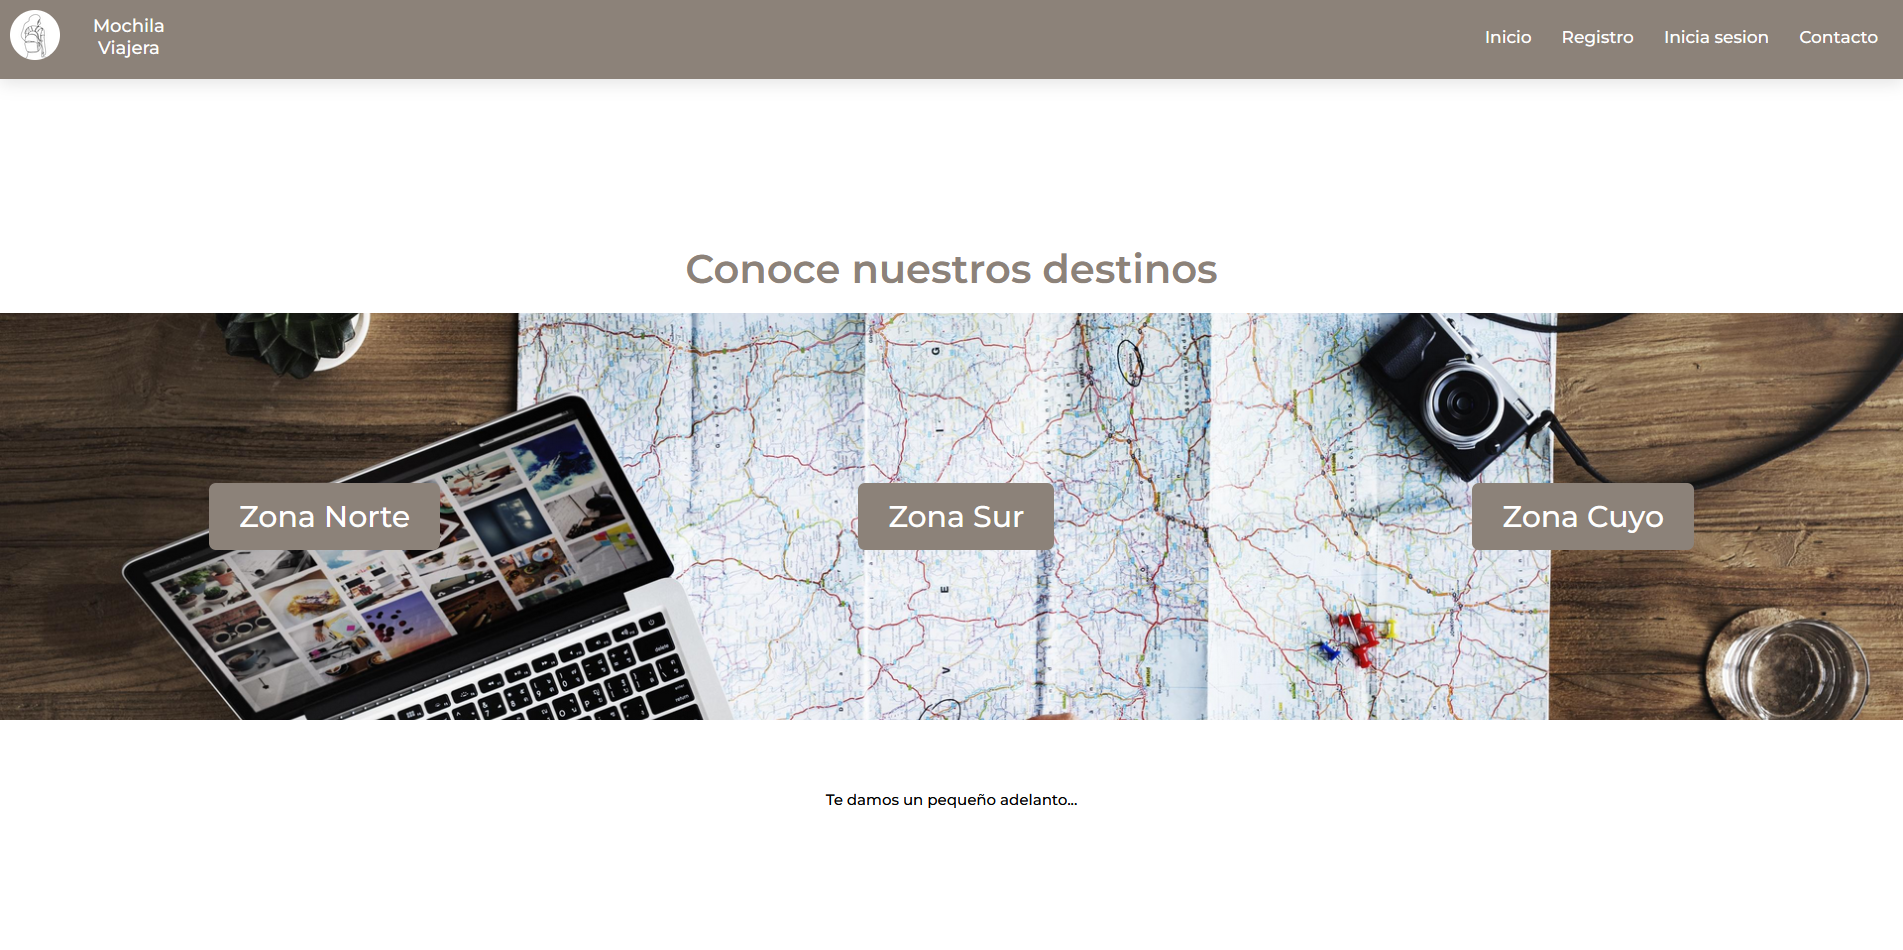 Mochila
Viajera
Inicio
Registro
Inicia sesion
Contacto
Conoce nuestros destinos
Zona Norte
Zona Sur
Zona Cuyo
Te damos un pequeño adelanto...